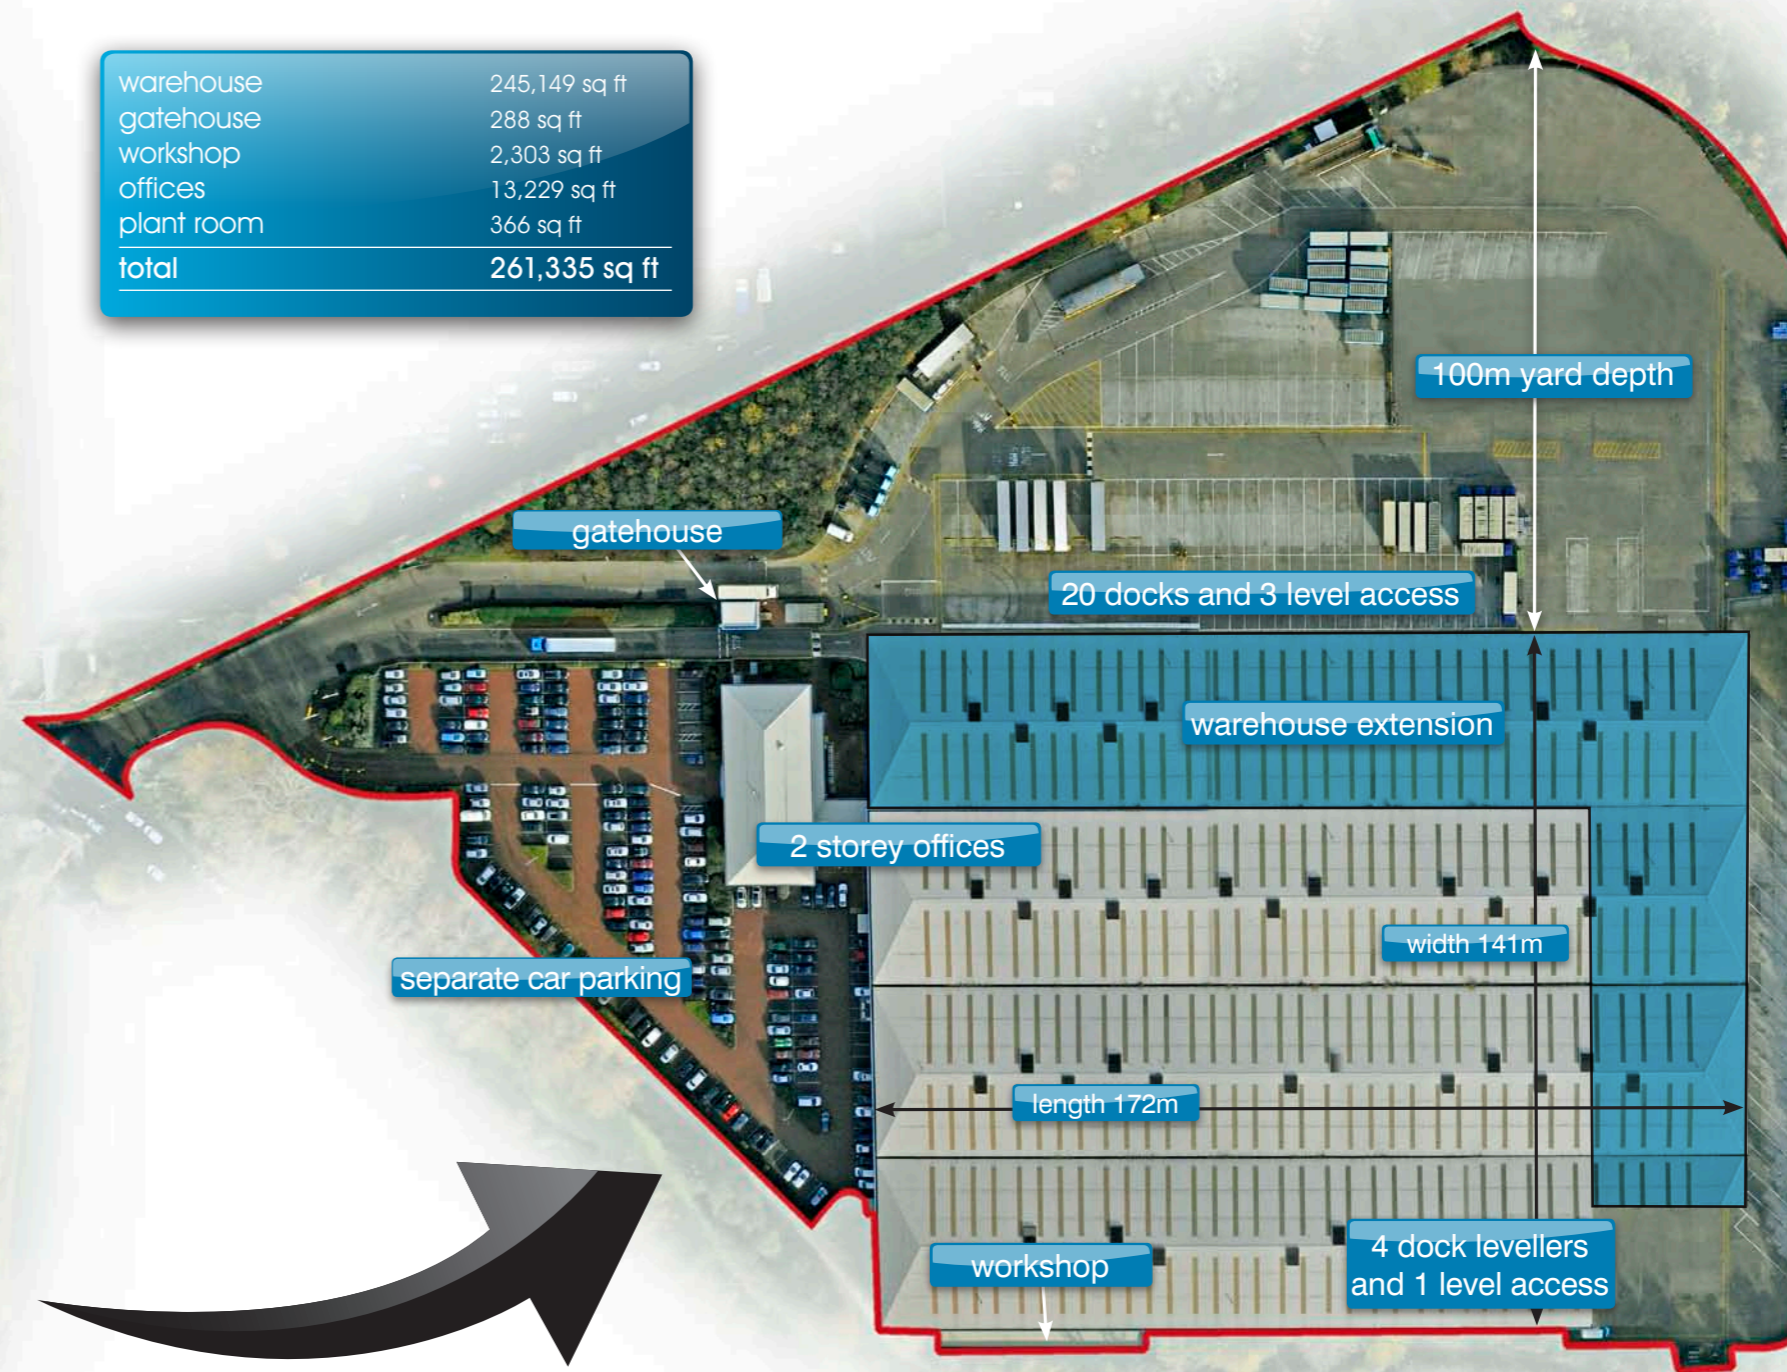 warehouse 245,149 sq ft
gatehouse 288 sq ft
workshop 2,303 sq ft
offices 13,229 sq ft
plant room 366 sq ft
total 261,335 sq ft
100m yard depth
gatehouse
20 docks and 3 level access
warehouse extension
2 storey offices
width 141m
separate car parking
length 172m
workshop
4 dock levellers
and 1 level access